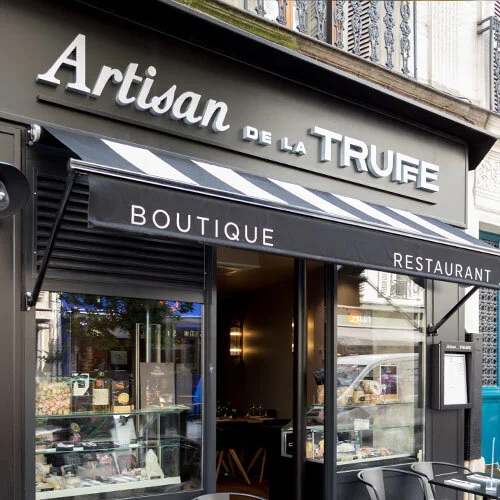 Artisan DE LA TRUFFE
BOUTIQUE
RESTAURANT